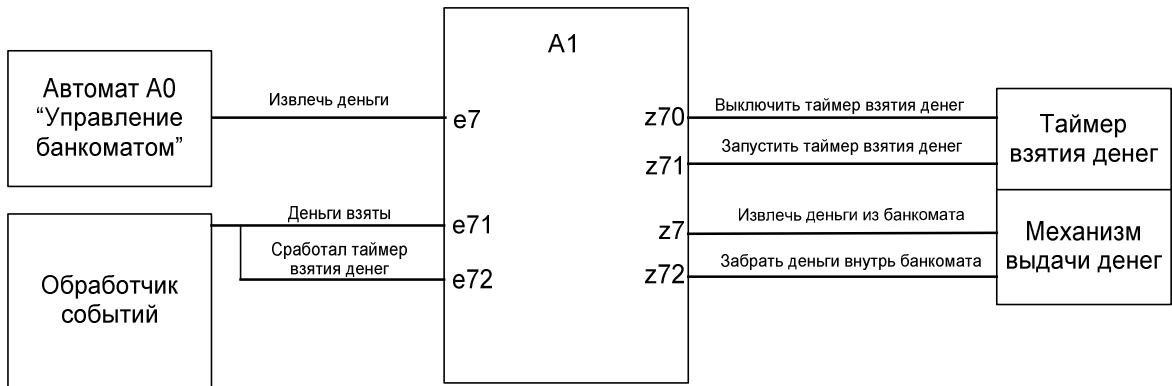 Автомат А0
“Управление
банкоматом”
Извлечь деньги
Обработчик
событий
Деньги взяты
Сработал таймер
взятия денег
А1
e7
e71
e72
z70
z71
z7
z72
Выключить таймер взятия денег
Запустить таймер взятия денег
Извлечь деньги из банкомата
Забрать деньги внутрь банкомата
Таймер
взятия денег
Механизм
выдачи денег